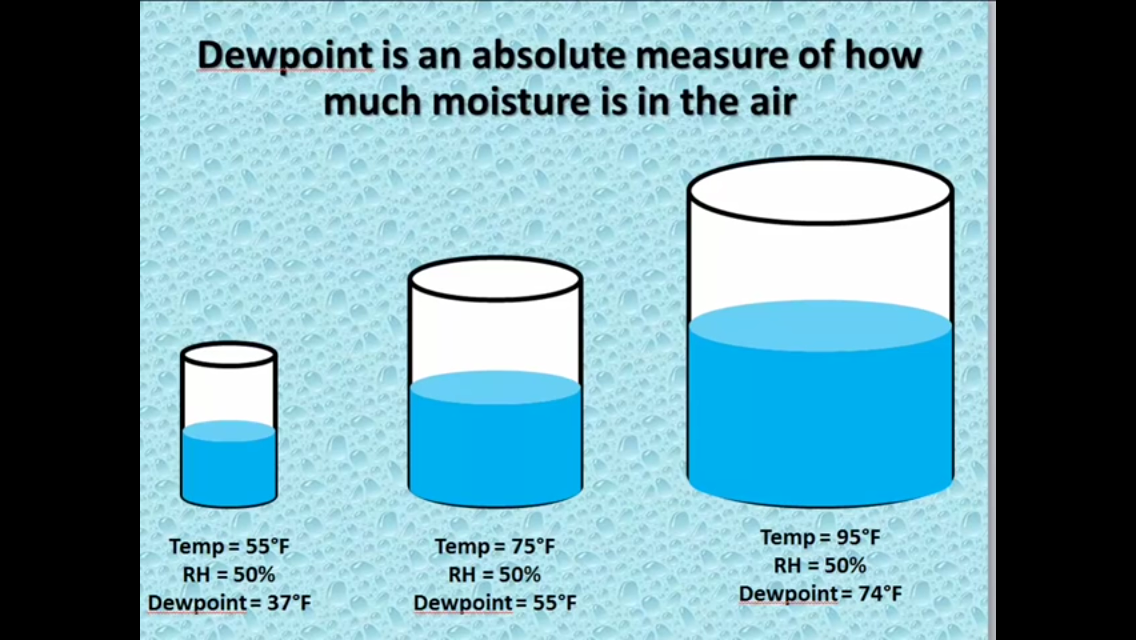 Dewpoint is an absolute measure of how
much moisture is in the air
Temp = 55°F
RH = 50%
Dewpoint = 37°F
Temp = 75°F
RH = 50%
Dewpoint = 55°F
Temp = 95°F
RH = 50%
Dewpoint = 74°F